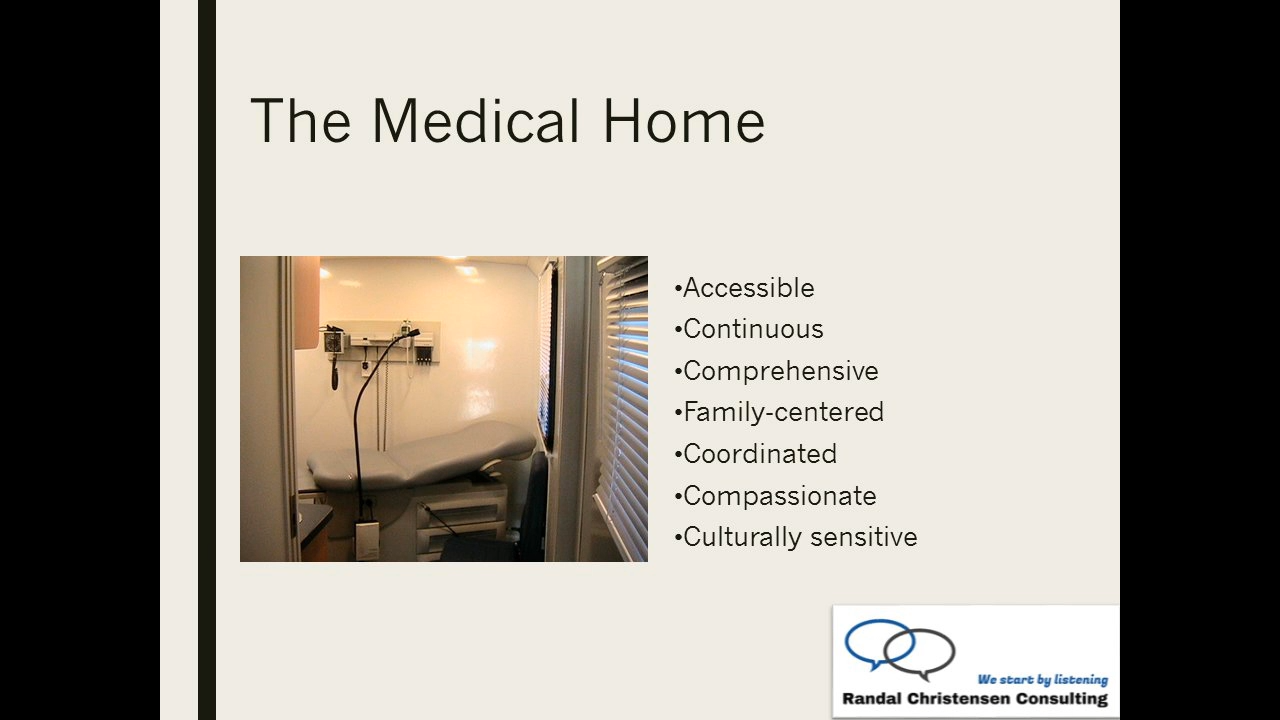 The Medical Home
•Accessible
•Continuous
•Comprehensive
•Family-centered
•Coordinated
•Compassionate
•Culturally sensitive
We start by listening
Randal Christensen Consulting